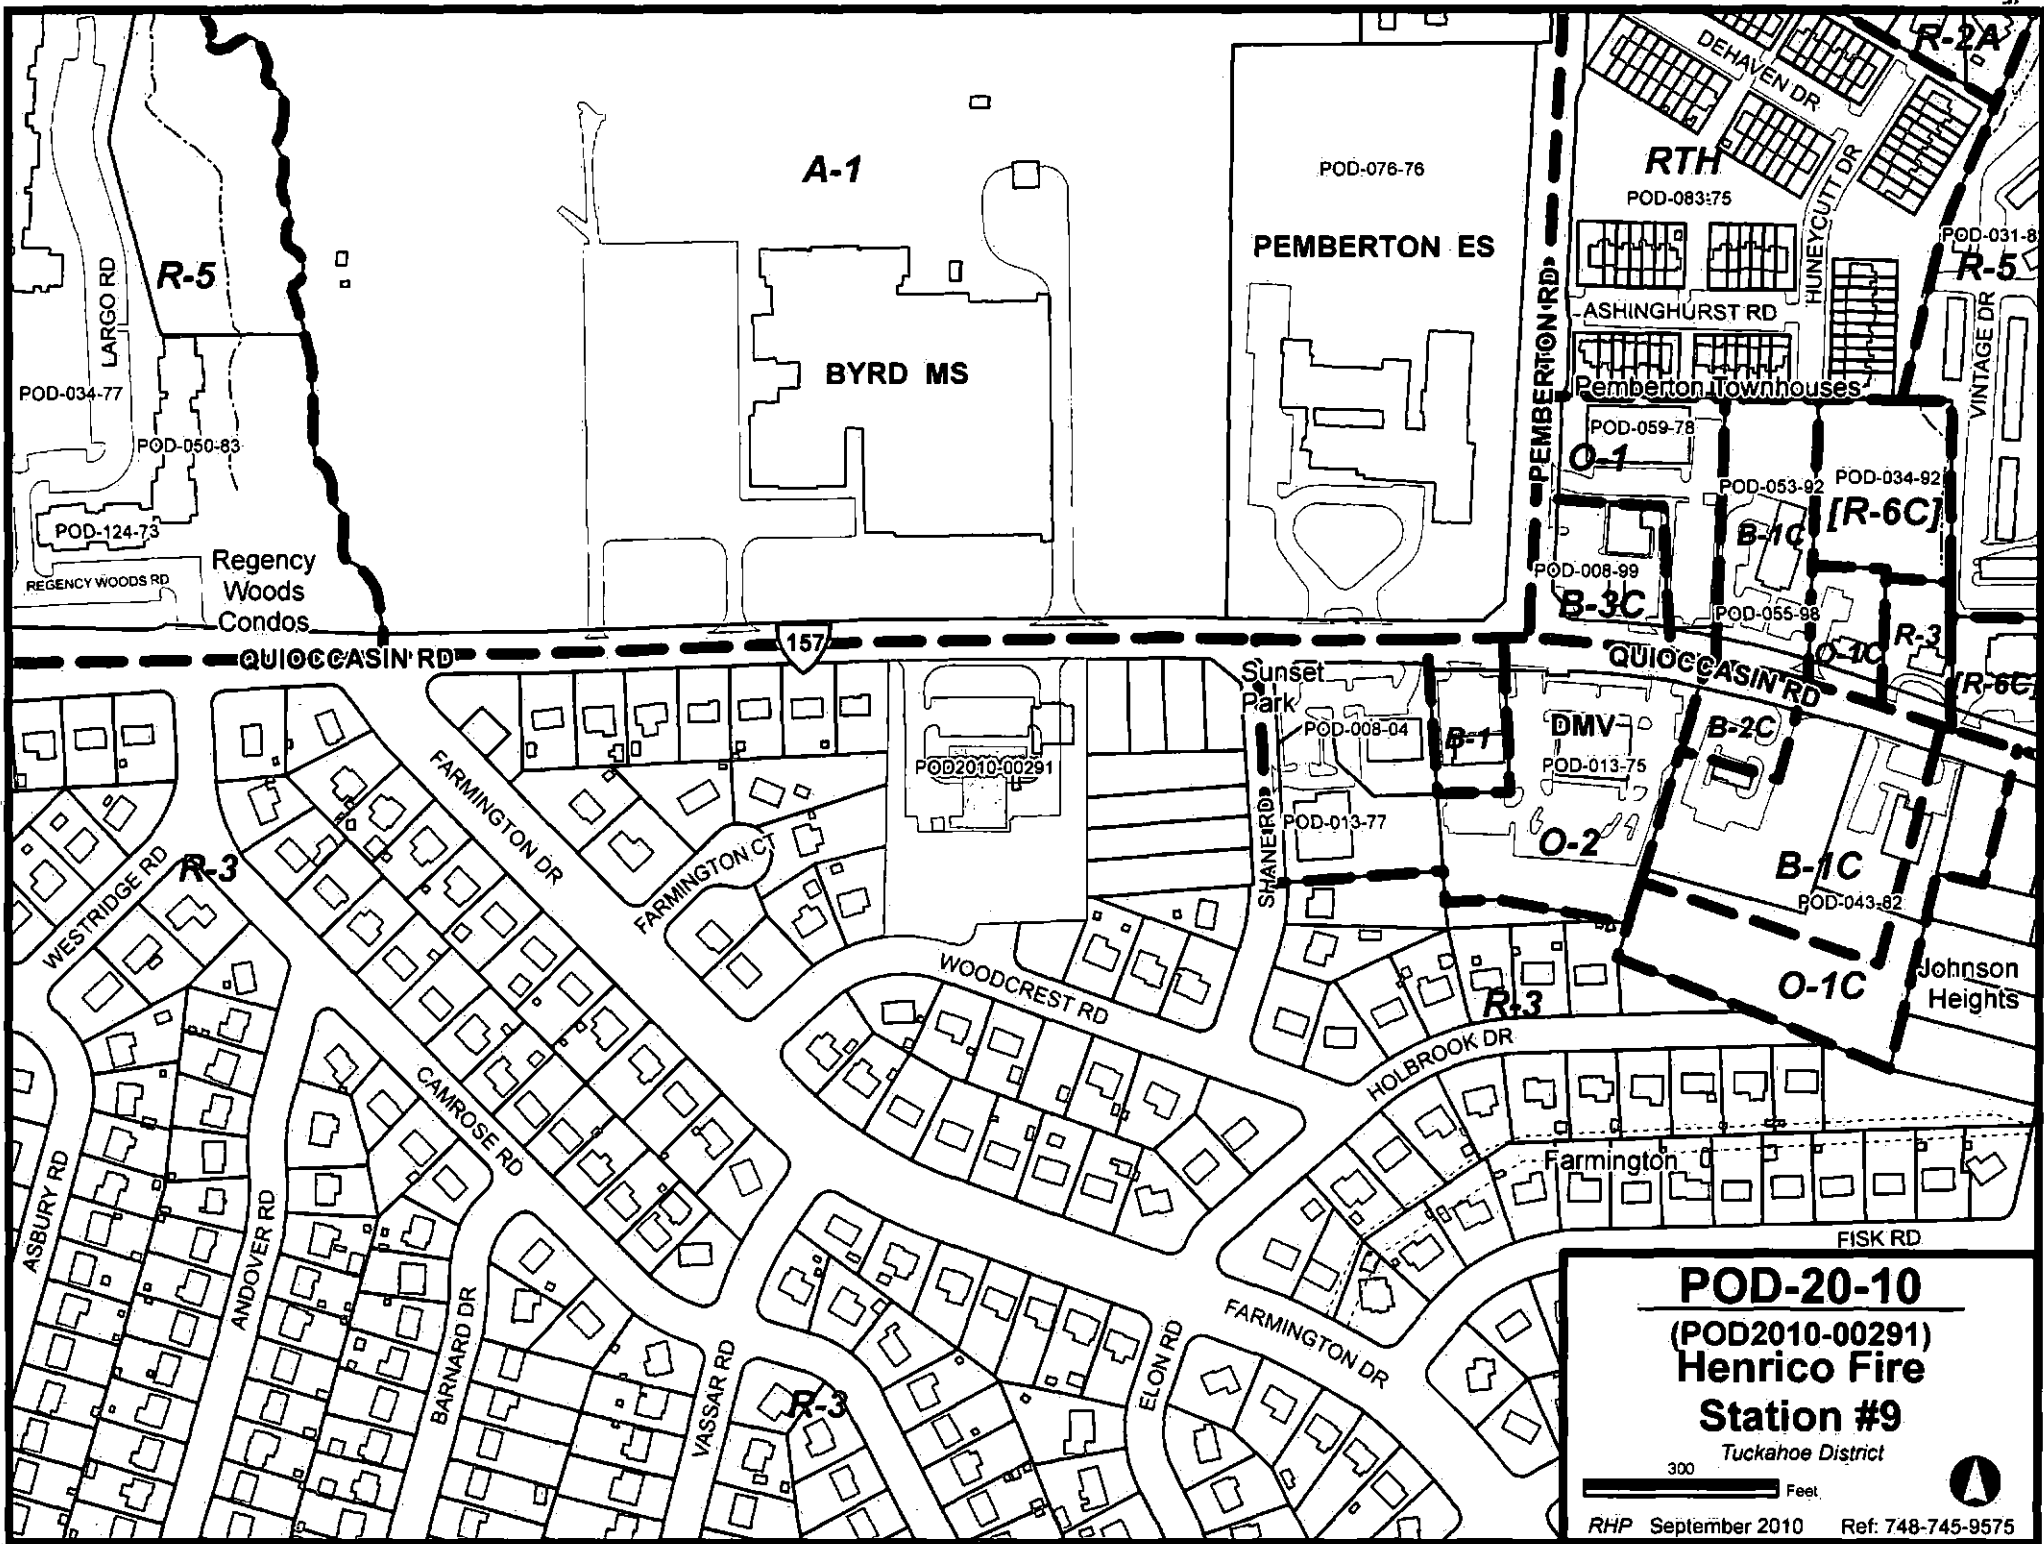 R-2A
DEHAVEN DR
A-1
POD-076-76
RTH
POD-083-75
HUNEYCUTT DR
PEMBERTON ES
R-5
LARGO RD
R-5
PEMBERTON RD
ASHINGHURST RD
VINTAGE DR
BYRD MS
Pemberton Townhouses
POD-034-77
POD-050-83
POD-059-78
O-1
POD-053-92
POD-034-92
[R-6C]
B-1C
POD-124-73
Regency
Woods
Condos
REGENCY WOODS RD
POD-008-99
B-3C
POD-055-98
R-3
O-1C
157
QUIOCCASIN RD
QUIOCCASIN RD
[R-6C]
Sunset
Park
POD-008-04
B-1
DMV
POD-013-75
B-2C
POD2010-00291
FARMINGTON DR
FARMINGTON CT
SHANE RD
POD-013-77
O-2
B-1C
POD-043-82
WESTRIDGE RD
R-3
WOODCREST RD
R-3
O-1C
Johnson
Heights
HOLBROOK DR
CAMROSE RD
ASBURY RD
ANDOVER RD
BARNARD DR
Farmington
FISK RD
VASSAR RD
R-3
ELON RD
FARMINGTON DR
POD-20-10
(POD2010-00291)
Henrico Fire
Station #9
Tuckahoe District
300
Feet
RHP September 2010 Ref: 748-745-9575